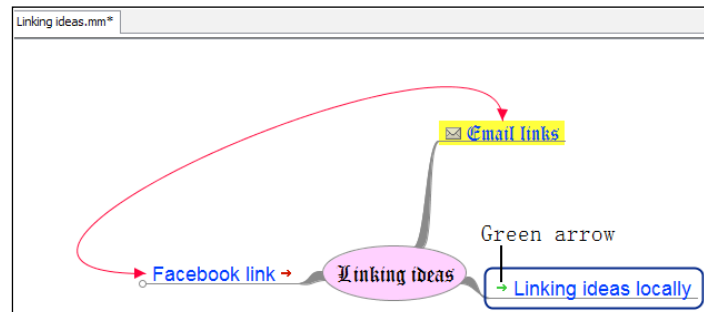 Linking ideas.mm*
Email links
Green arrow
Facebook link
Linking ideas
Linking ideas locally